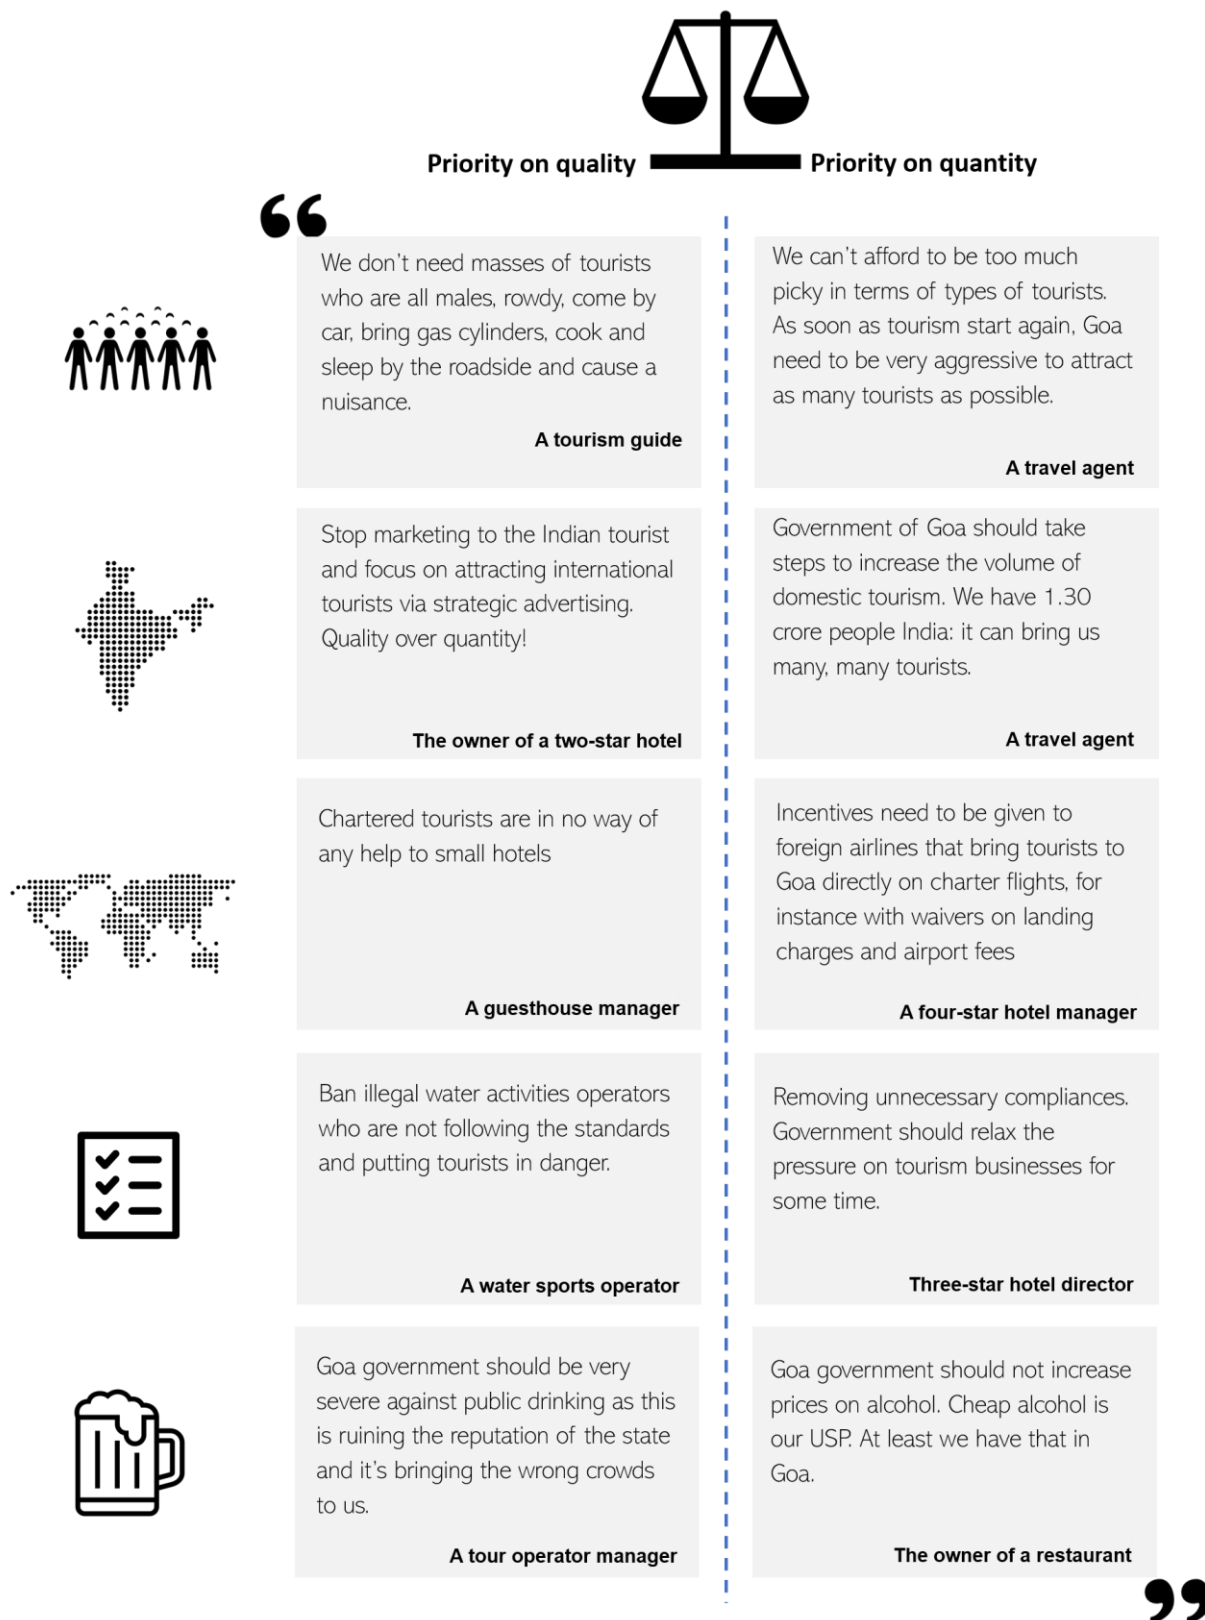 Priority on quality
Priority on quantity
“
We don’t need masses of tourists
who are all males, rowdy, come by
car, bring gas cylinders, cook and
sleep by the roadside and cause a
nuisance.
A tourism guide
We can’t afford to be too much
picky in terms of types of tourists.
As soon as tourism start again, Goa
need to be very aggressive to attract
as many tourists as possible.
A travel agent
Stop marketing to the Indian tourist
and focus on attracting international
tourists via strategic advertising.
Quality over quantity!
The owner of a two-star hotel
Government of Goa should take
steps to increase the volume of
domestic tourism. We have 1.30
crore people India: it can bring us
many, many tourists.
A travel agent
Chartered tourists are in no way of
any help to small hotels
A guesthouse manager
Incentives need to be given to
foreign airlines that bring tourists to
Goa directly on charter flights, for
instance with waivers on landing
charges and airport fees
A four-star hotel manager
Ban illegal water activities operators
who are not following the standards
and putting tourists in danger.
A water sports operator
Removing unnecessary compliances.
Government should relax the
pressure on tourism businesses for
some time.
Three-star hotel director
Goa government should be very
severe against public drinking as this
is ruining the reputation of the state
and it’s bringing the wrong crowds
to us.
A tour operator manager
Goa government should not increase
prices on alcohol. Cheap alcohol is
our USP. At least we have that in
Goa.
The owner of a restaurant
”